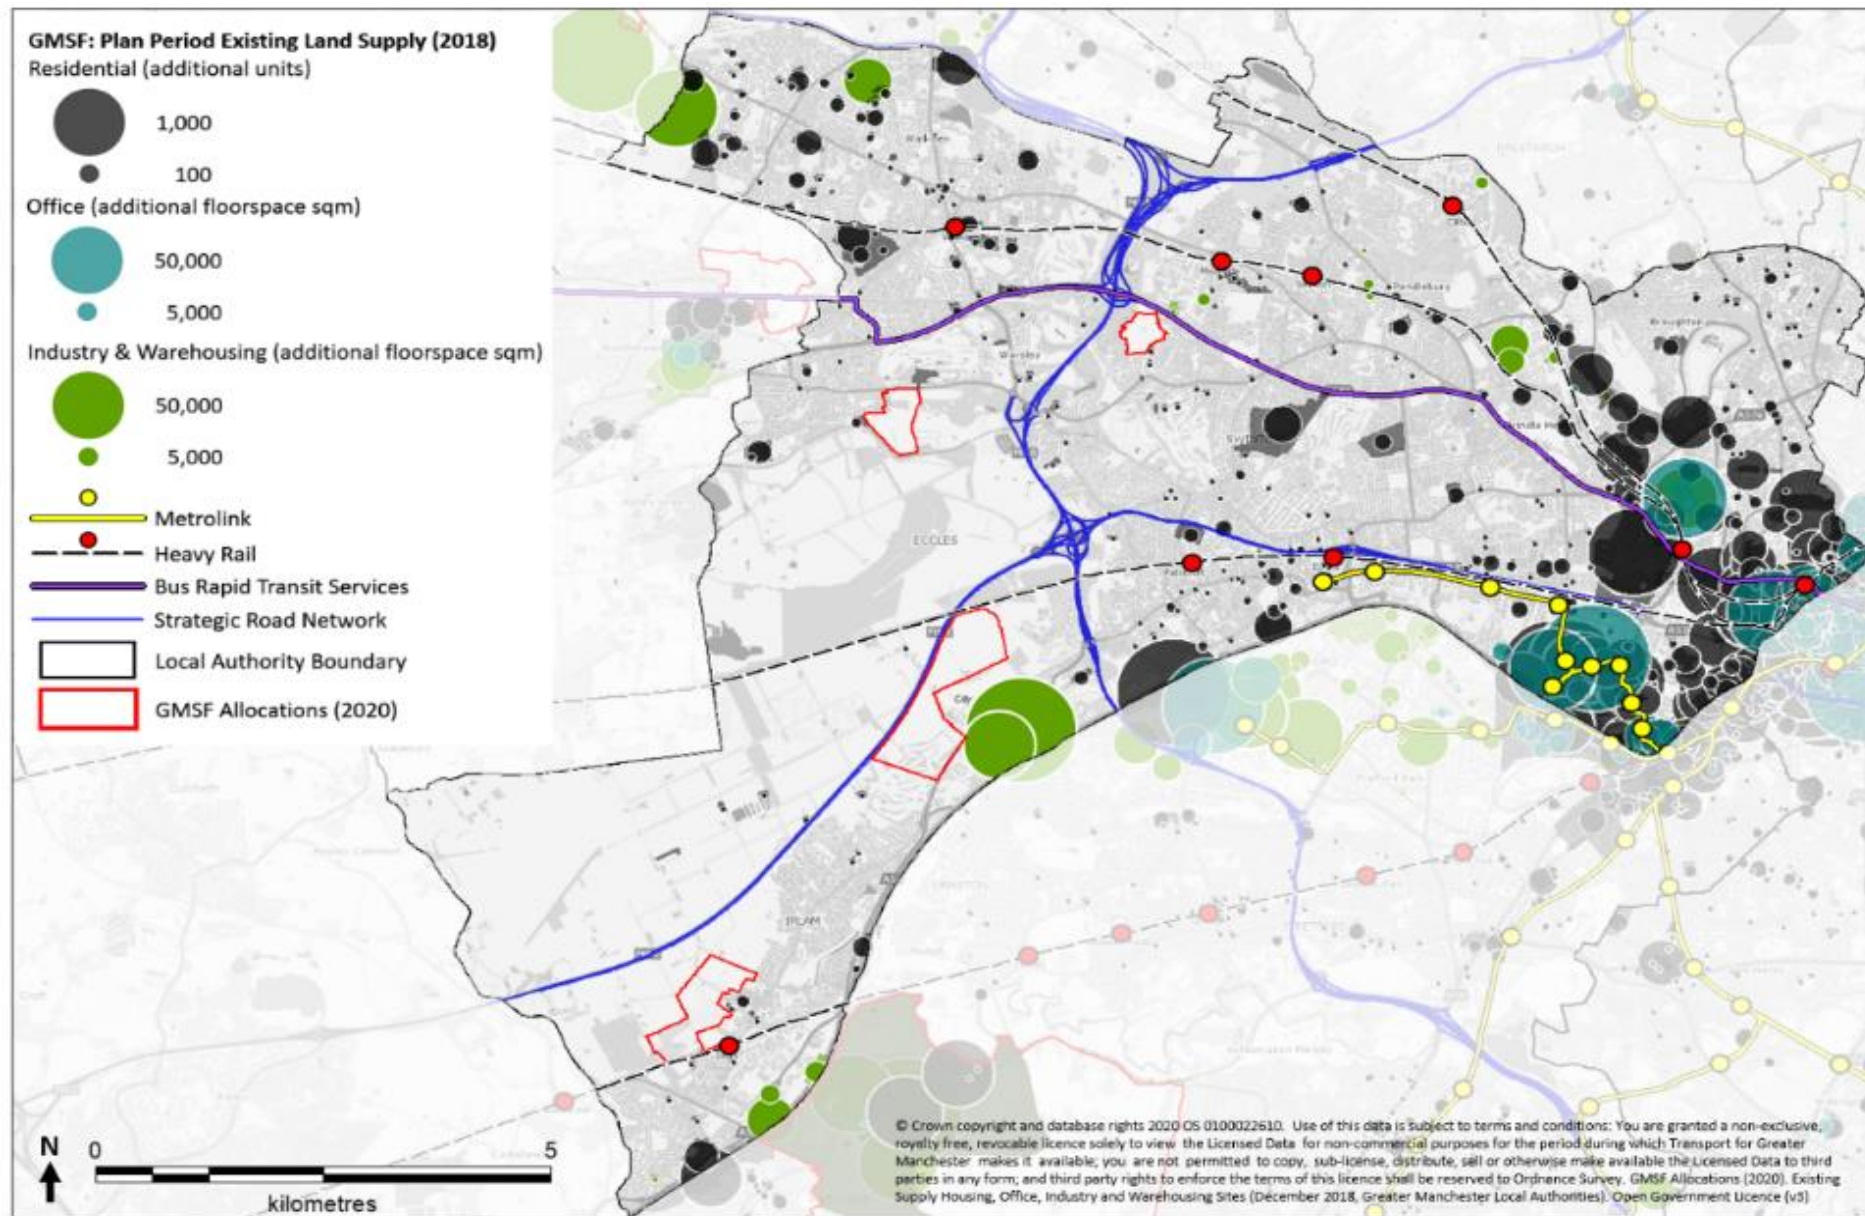 GMSF: Plan Period Existing Land Supply (2018)
Residential (additional units)
1,000
100
Office (additional floorspace sqm)
50,000
5,000
Industry & Warehousing (additional floorspace sqm)
50,000
5,000
Metrolink
Heavy Rail
Bus Rapid Transit Services
Strategic Road Network
Local Authority Boundary
GMSF Allocations (2020)
Pendlebury
Broughton
Worsley
ECCLES
IRLAM
N
0 5
kilometres
© Crown copyright and database rights 2020 OS 0100022610. Use of this data is subject to terms and conditions: You are granted a non-exclusive,
royalty free, revocable licence solely to view the Licensed Data for non-commercial purposes for the period during which Transport for Greater
Manchester makes it available; you are not permitted to copy, sub-license, distribute, sell or otherwise make available the Licensed Data to third
parties in any form; and third party rights to enforce the terms of this licence shall be reserved to Ordnance Survey. GMSF Allocations (2020). Existing
Supply Housing, Office, Industry and Warehousing Sites (December 2018, Greater Manchester Local Authorities). Open Government Licence (v3)